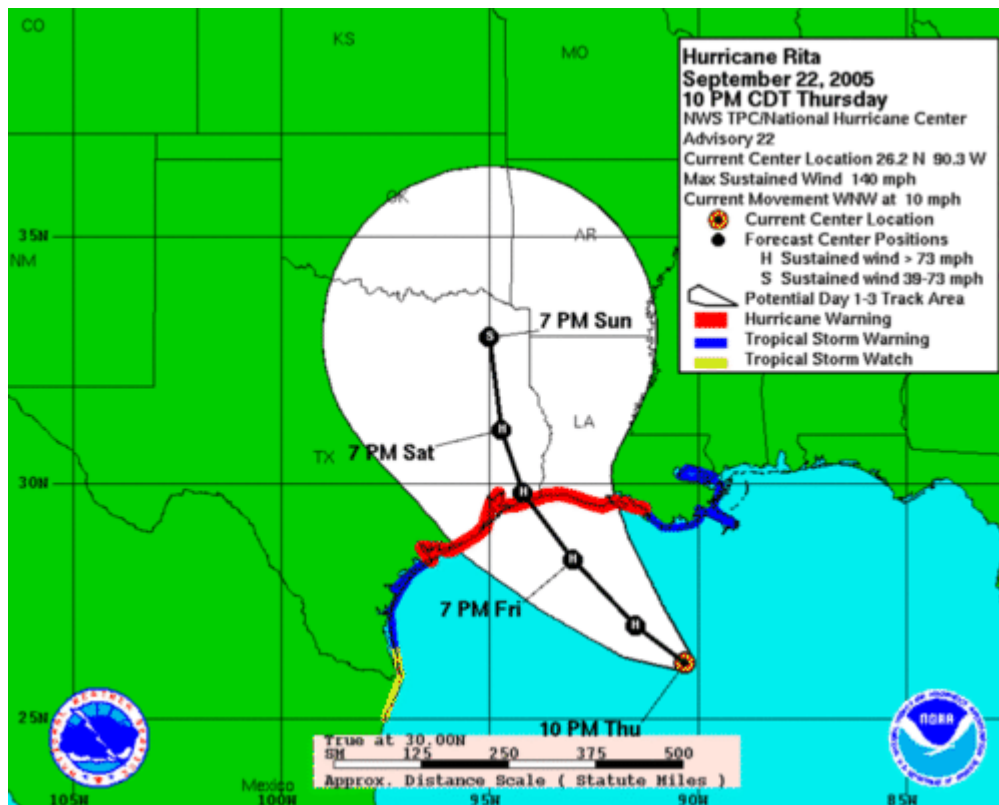 CO
KS
MO
Hurricane Rita
September 22, 2005
10 PM CDT Thursday
NWS TPC/National Hurricane Center
Advisory 22
Current Center Location 26.2 N 90.3 W
Max Sustained Wind 140 mph
Current Movement WNW at 10 mph
Current Center Location
Forecast Center Positions
H Sustained wind > 73 mph
S Sustained wind 39-73 mph
Potential Day 1-3 Track Area
Hurricane Warning
Tropical Storm Warning
Tropical Storm Watch
OK
AR
35N
NM
7 PM Sun
S
H
LA
TX
7 PM Sat
30N
H
H
7 PM Fri
H
25N
10 PM Thu
NOAA
True at 30.00N
SM 125 250 375 500
Approx. Distance Scale ( Statute Miles )
Mexico
105W 100W 95W 90W 85W